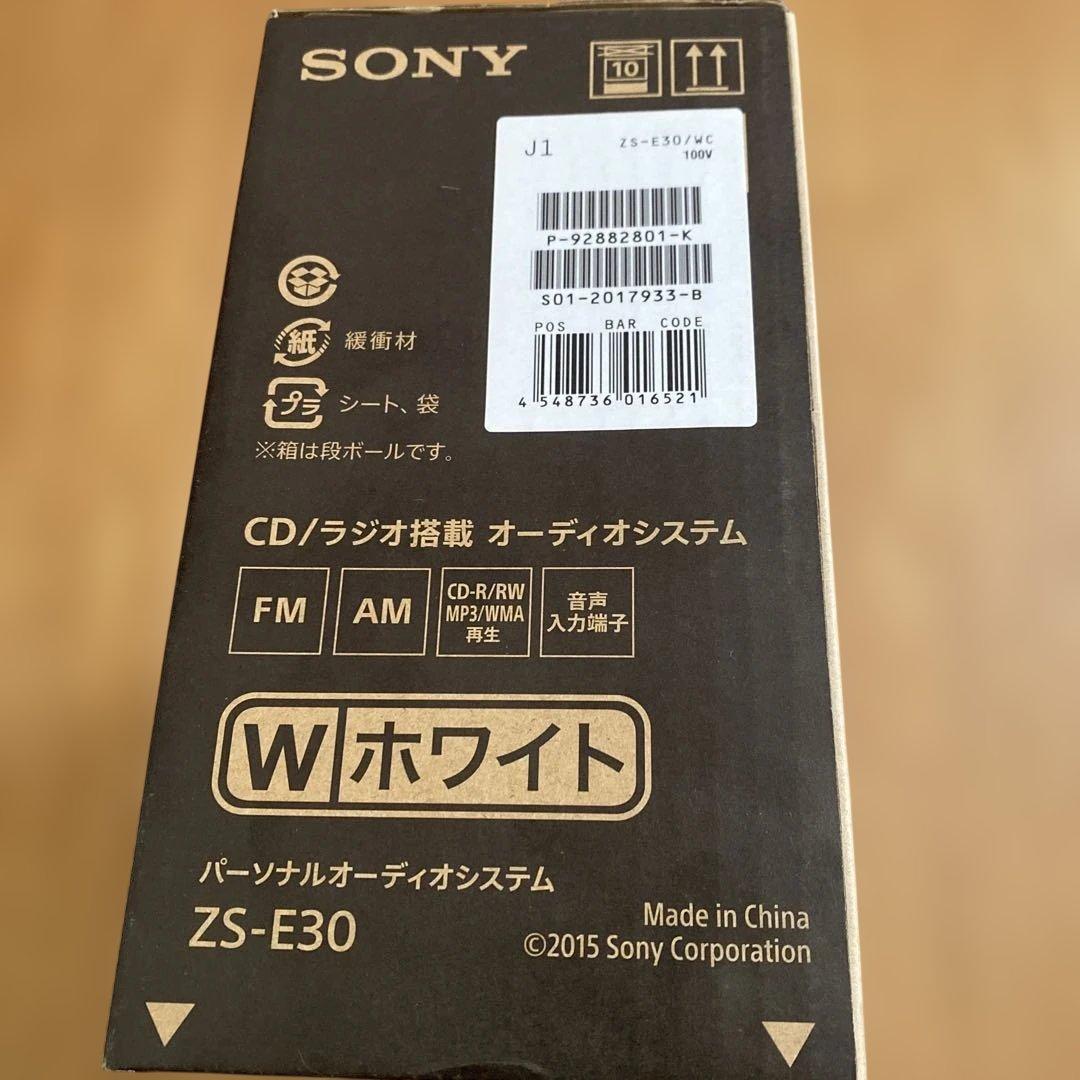 SONY
10
J1
ZS-E30/WC
100V
P-92882801-K
S01-2017933-B
POS BAR CODE
4 548736 016521
紙 緩衝材
プラ シート、袋
※箱は段ボールです。
CD/ラジオ搭載 オーディオシステム
FM
AM
CD-R/RW
MP3/WMA
再生
音声
入力端子
W ホワイト
パーソナルオーディオシステム
ZS-E30
Made in China
©2015 Sony Corporation